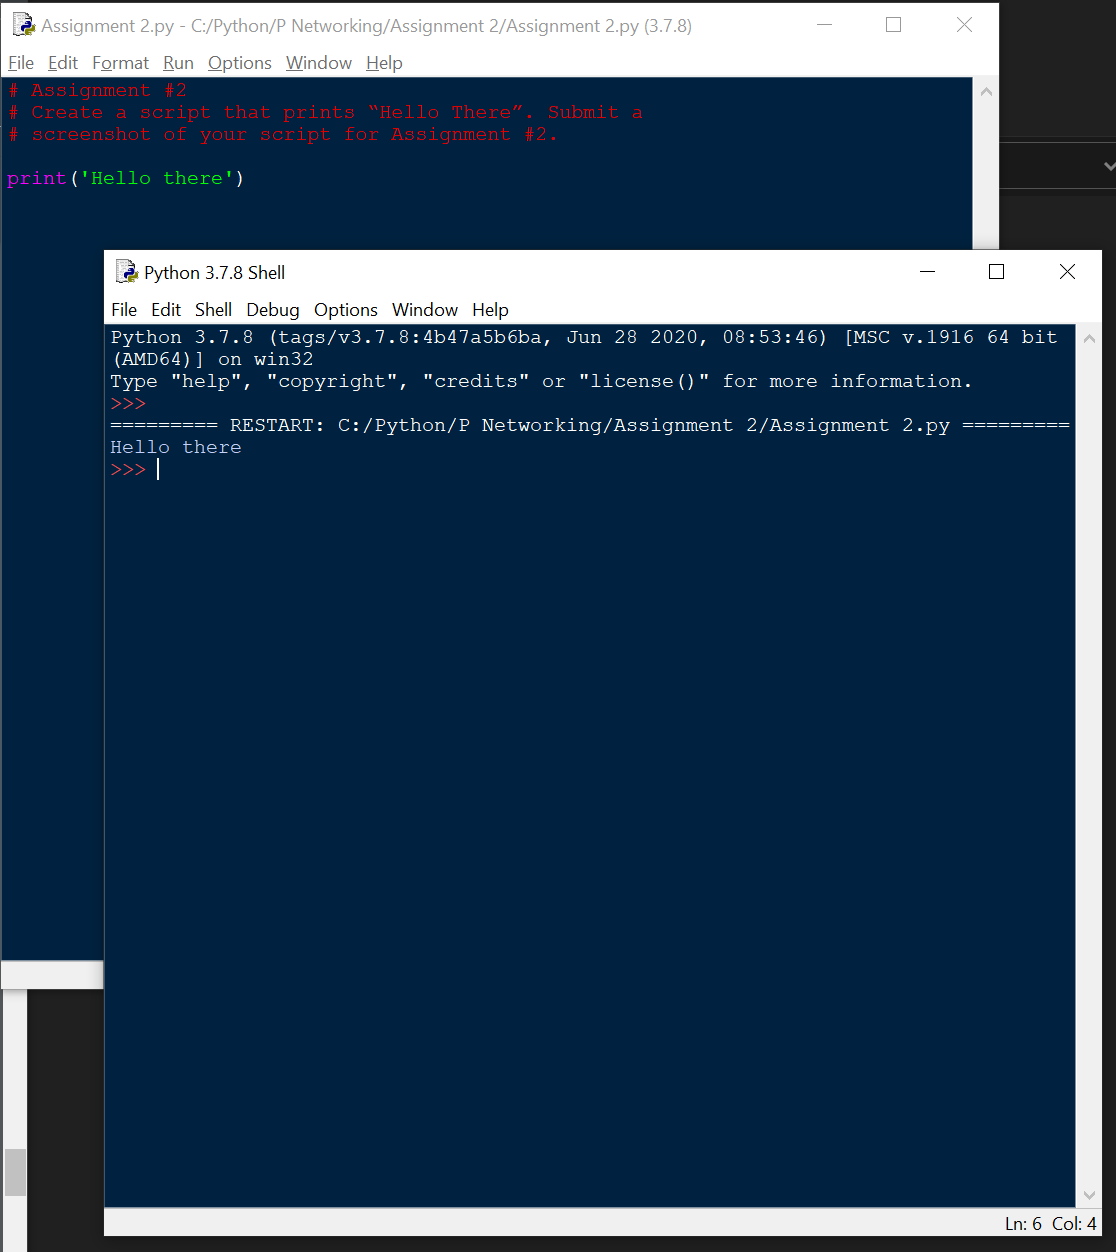 Assignment 2.py - C:/Python/P Networking/Assignment 2/Assignment 2.py (3.7.8)
File Edit Format Run Options Window Help
# Assignment #2
# Create a script that prints “Hello There”. Submit a
# screenshot of your script for Assignment #2.
print('Hello there')
Python 3.7.8 Shell
File Edit Shell Debug Options Window Help
Python 3.7.8 (tags/v3.7.8:4b47a5b6ba, Jun 28 2020, 08:53:46) [MSC v.1916 64 bit
(AMD64)] on win32
Type "help", "copyright", "credits" or "license()" for more information.
>>>
========= RESTART: C:/Python/P Networking/Assignment 2/Assignment 2.py =========
Hello there
>>>
Ln: 6 Col: 4